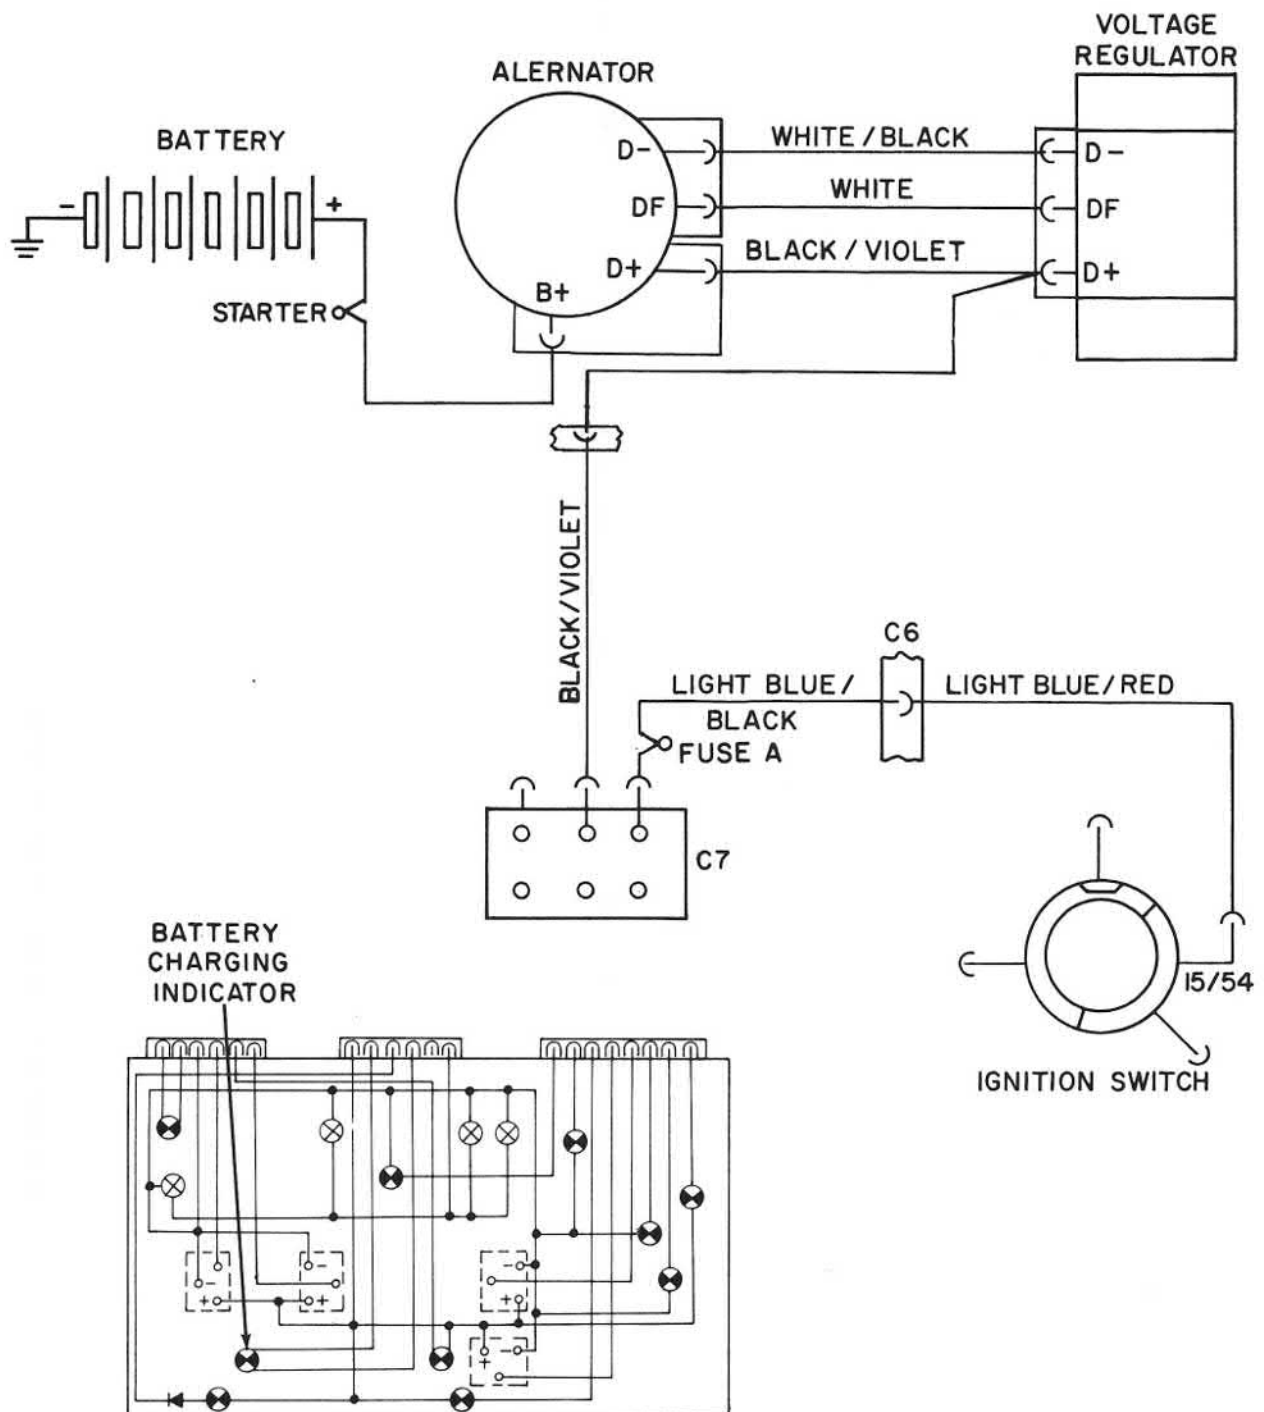 VOLTAGE
REGULATOR
ALERNATOR
BATTERY
D-
WHITE / BLACK
D-
DF
WHITE
DF
- +
D+
BLACK / VIOLET
D+
B+
STARTER
BLACK/VIOLET
C6
LIGHT BLUE/
BLACK
LIGHT BLUE/RED
FUSE A
C7
BATTERY
CHARGING
INDICATOR
15/54
IGNITION SWITCH
-
-
+
+
-
+
-
+